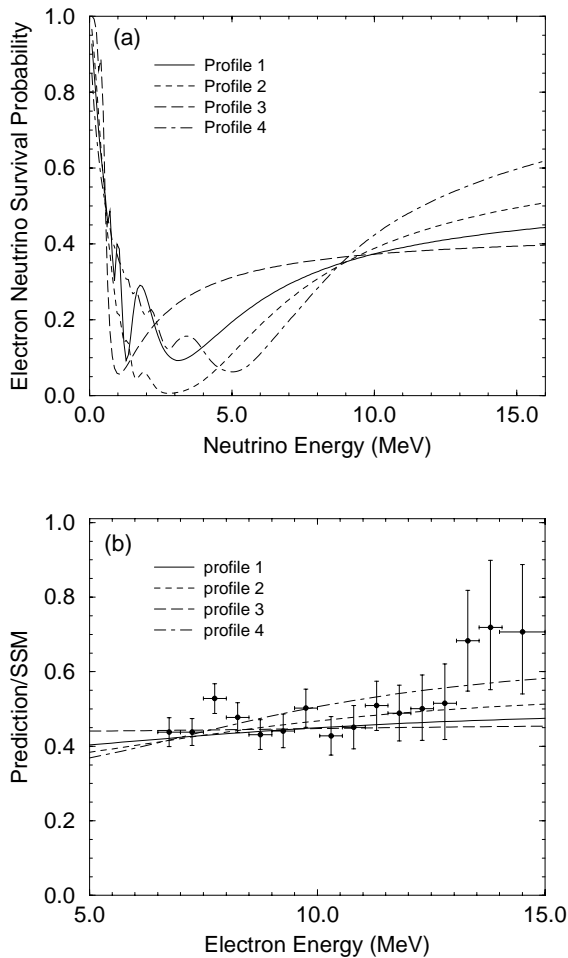 (a)
Profile 1
Profile 2
Profile 3
Profile 4
Electron Neutrino Survival Probability
1.0
0.8
0.6
0.4
0.2
0.0
0.0 5.0 10.0 15.0
Neutrino Energy (MeV)
(b)
profile 1
profile 2
profile 3
profile 4
Prediction/SSM
1.0
0.8
0.6
0.4
0.2
0.0
5.0 10.0 15.0
Electron Energy (MeV)